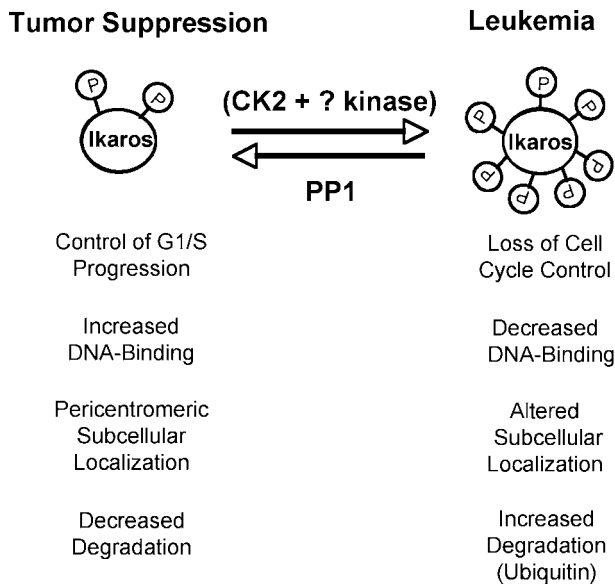 Tumor Suppression
Leukemia
P
P
Ikaros
(CK2 + ? kinase)
PP1
P
P
P
P
P
P
P
Ikaros
Control of G1/S
Progression
Loss of Cell
Cycle Control
Increased
DNA-Binding
Decreased
DNA-Binding
Pericentromeric
Subcellular
Localization
Altered
Subcellular
Localization
Decreased
Degradation
Increased
Degradation
(Ubiquitin)